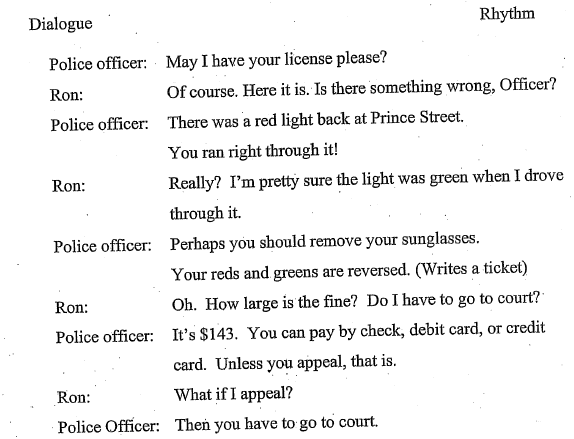 Dialogue Rhythm
Police officer: May I have your license please?
Ron: Of course. Here it is. Is there something wrong, Officer?
Police officer: There was a red light back at Prince Street.
You ran right through it!
Ron: Really? I'm pretty sure the light was green when I drove
through it.
Police officer: Perhaps you should remove your sunglasses.
Your reds and greens are reversed. (Writes a ticket)
Ron: Oh. How large is the fine? Do I have to go to court?
Police officer: It's $143. You can pay by check, debit card, or credit
card. Unless you appeal, that is.
Ron: What if I appeal?
Police Officer: Then you have to go to court.